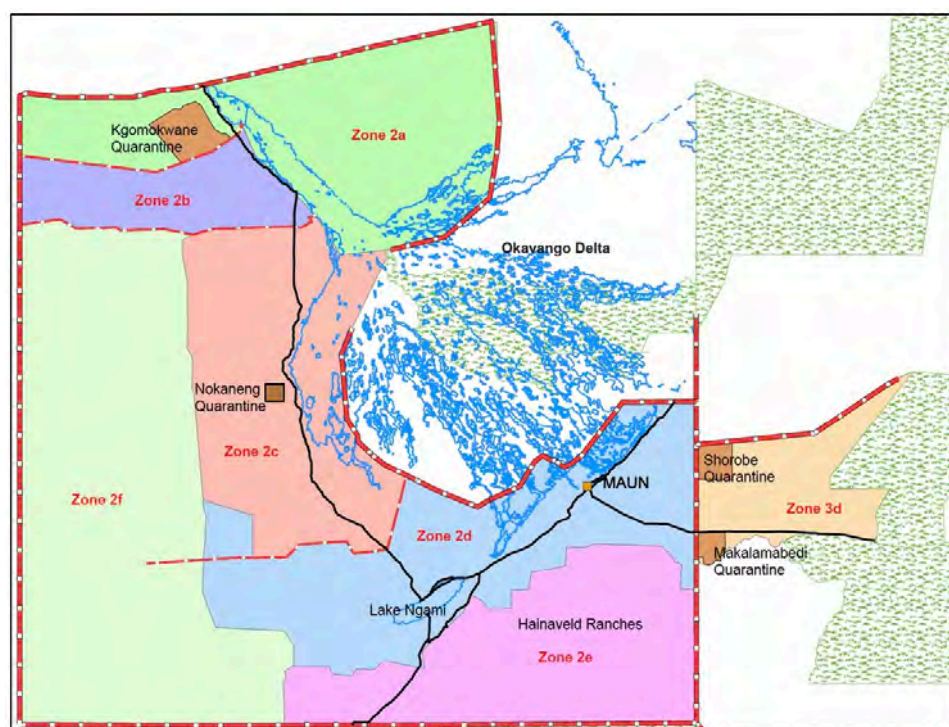 Kgomokwane
Quarantine
Zone 2a
Zone 2b
Okavango Delta
Nokaneng
Quarantine
Zone 2c
Zone 2f
Zone 2d
MAUN
Shorobe
Quarantine
Zone 3d
Makalamabedi
Quarantine
Lake Ngami
Hainaveld Ranches
Zone 2e